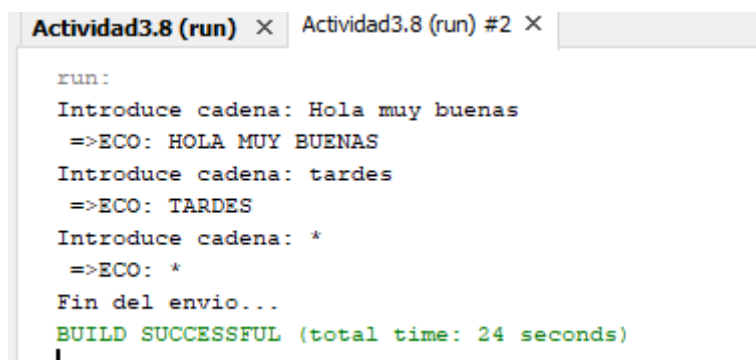 Actividad3.8 (run) × Actividad3.8 (run) #2 ×
run:
Introduce cadena: Hola muy buenas
=>ECO: HOLA MUY BUENAS
Introduce cadena: tardes
=>ECO: TARDES
Introduce cadena: *
=>ECO: *
Fin del envio...
BUILD SUCCESSFUL (total time: 24 seconds)